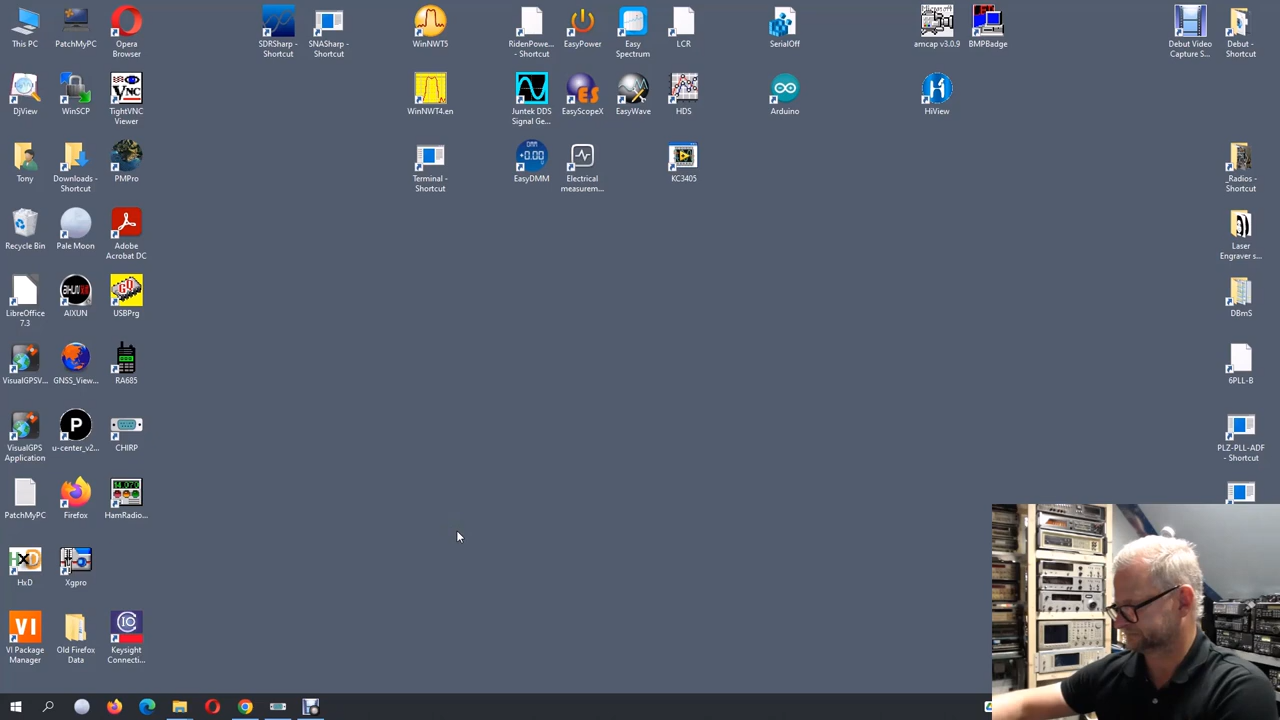 This PC
PatchMyPC
Opera
Browser
SDRSharp -
Shortcut
SNASharp -
Shortcut
WinNWT5
RidenPowe...
- Shortcut
EasyPower
Easy
Spectrum
LCR
SerialOff
amcap v3.0.9
BMPBadge
Debut Video
Capture S...
Debut -
Shortcut
DjView
WinSCP
TightVNC
Viewer
WinNWT4.en
Juntek DDS
Signal Ge...
EasyScopeX
EasyWave
HDS
Arduino
HiView
Tony
Downloads -
Shortcut
PMPro
Terminal -
Shortcut
EasyDMM
Electrical
measurem...
KC3405
_Radios -
Shortcut
Recycle Bin
Pale Moon
Adobe
Acrobat DC
Laser
Engraver s...
LibreOffice
7.3
AIXUN
USBPrg
DBmS
VisualGPSV...
GNSS_View...
RA685
6PLL-B
VisualGPS
Application
u-center_v2...
CHIRP
PLZ-PLL-ADF
- Shortcut
PatchMyPC
Firefox
HamRadio...
HxD
Xgpro
VI Package
Manager
Old Firefox
Data
Keysight
Connecti...